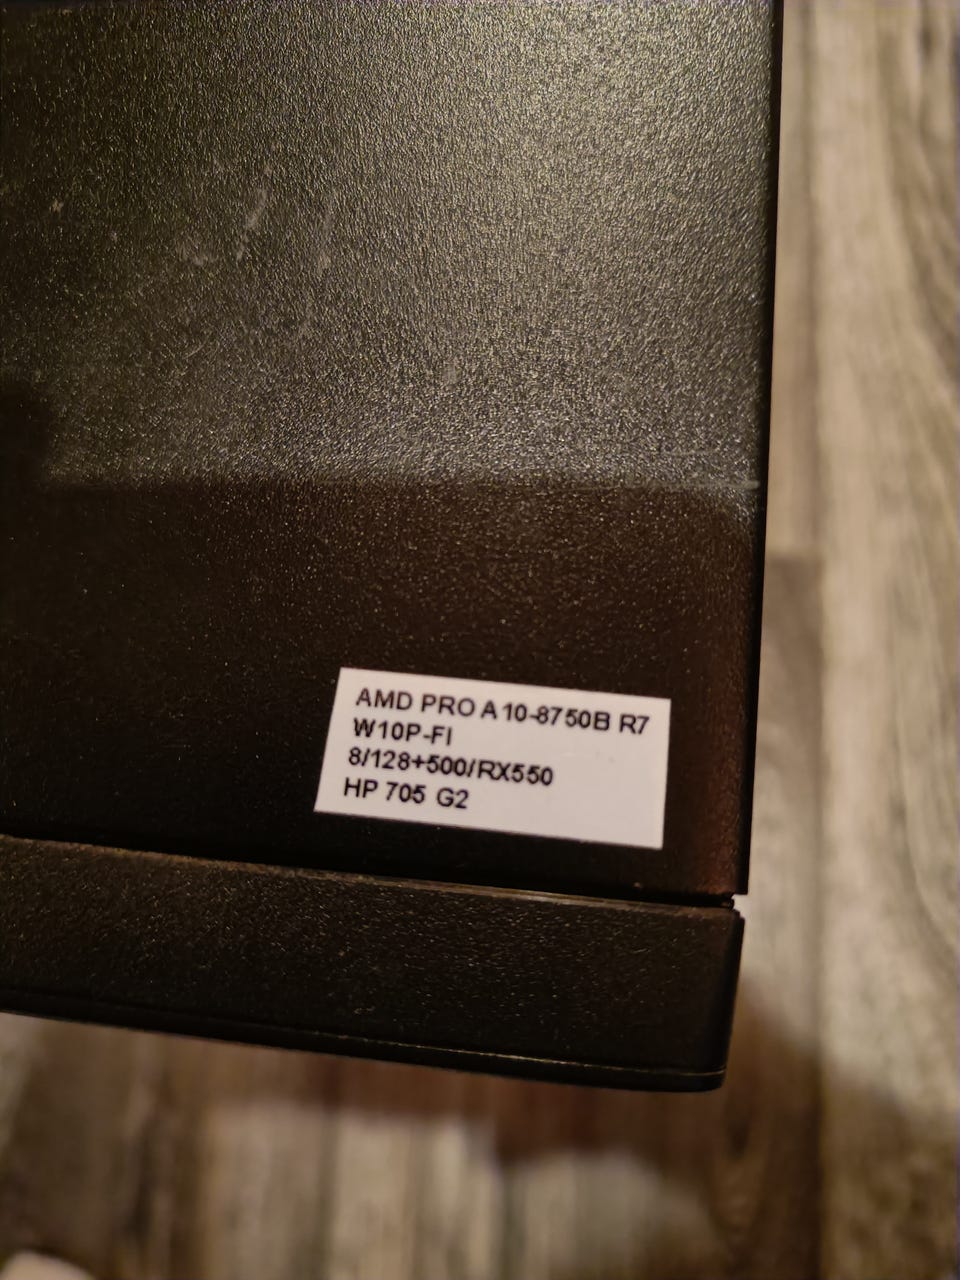 AMD PRO A10-8750B R7
W10P-FI
8/128+500/RX550
HP 705 G2